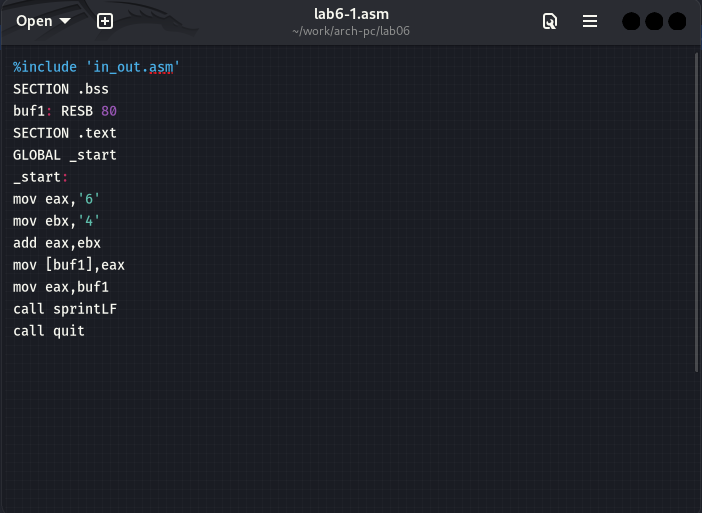 Open
lab6-1.asm
~/work/arch-pc/lab06
%include 'in_out.asm'
SECTION .bss
buf1: RESB 80
SECTION .text
GLOBAL _start
_start:
mov eax,'6'
mov ebx,'4'
add eax,ebx
mov [buf1],eax
mov eax,buf1
call sprintLF
call quit